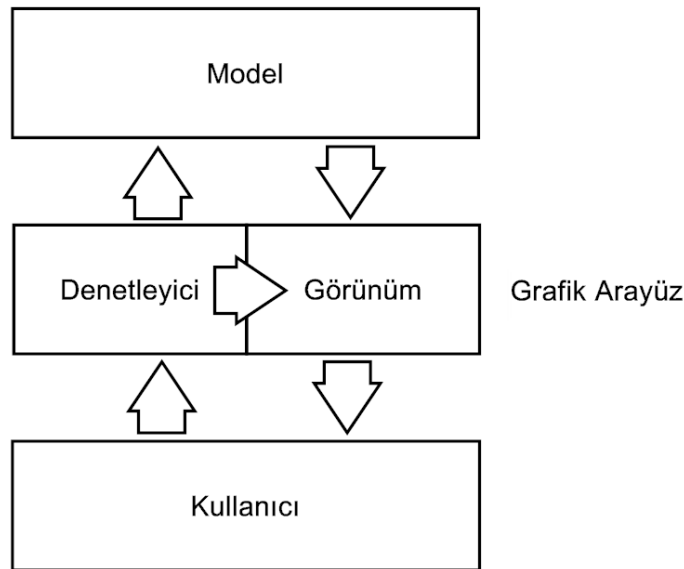 Model
Denetleyici
Görünüm
Grafik Arayüz
Kullanıcı